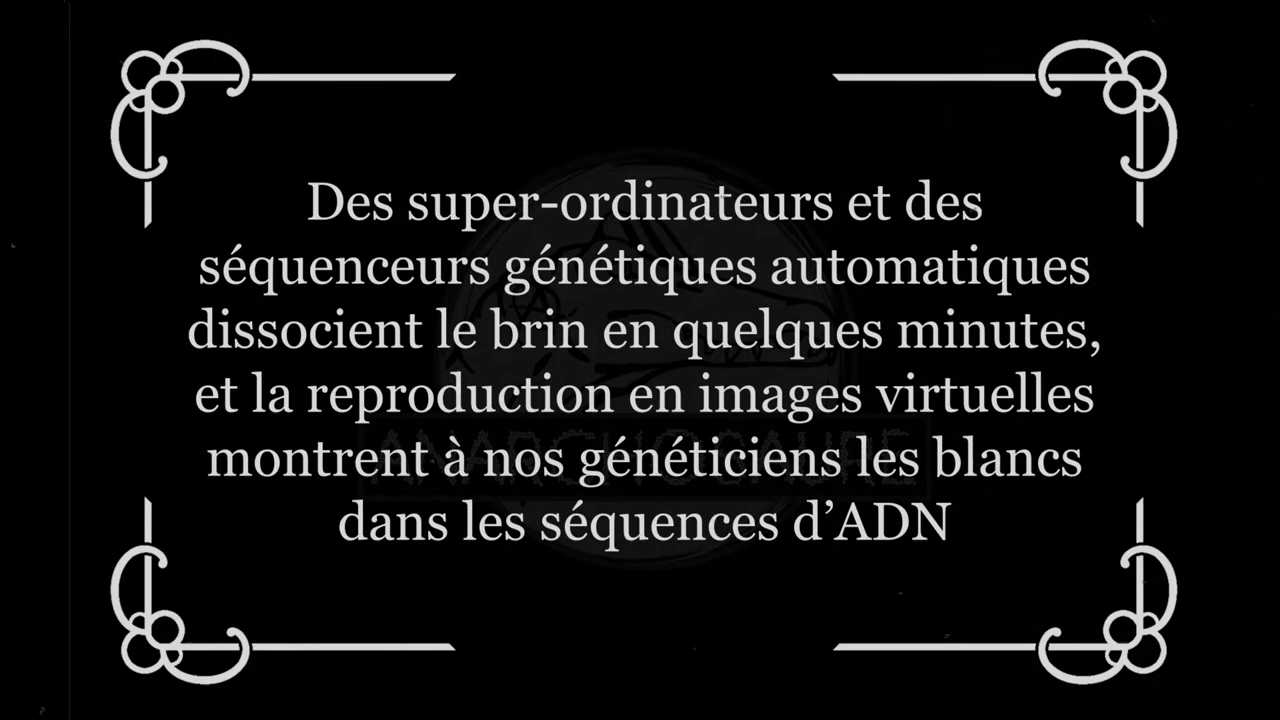 Des super-ordinateurs et des
séquenceurs génétiques automatiques
dissocient le brin en quelques minutes,
et la reproduction en images virtuelles
montrent à nos généticiens les blancs
dans les séquences d’ADN
ANARCHOSAURE